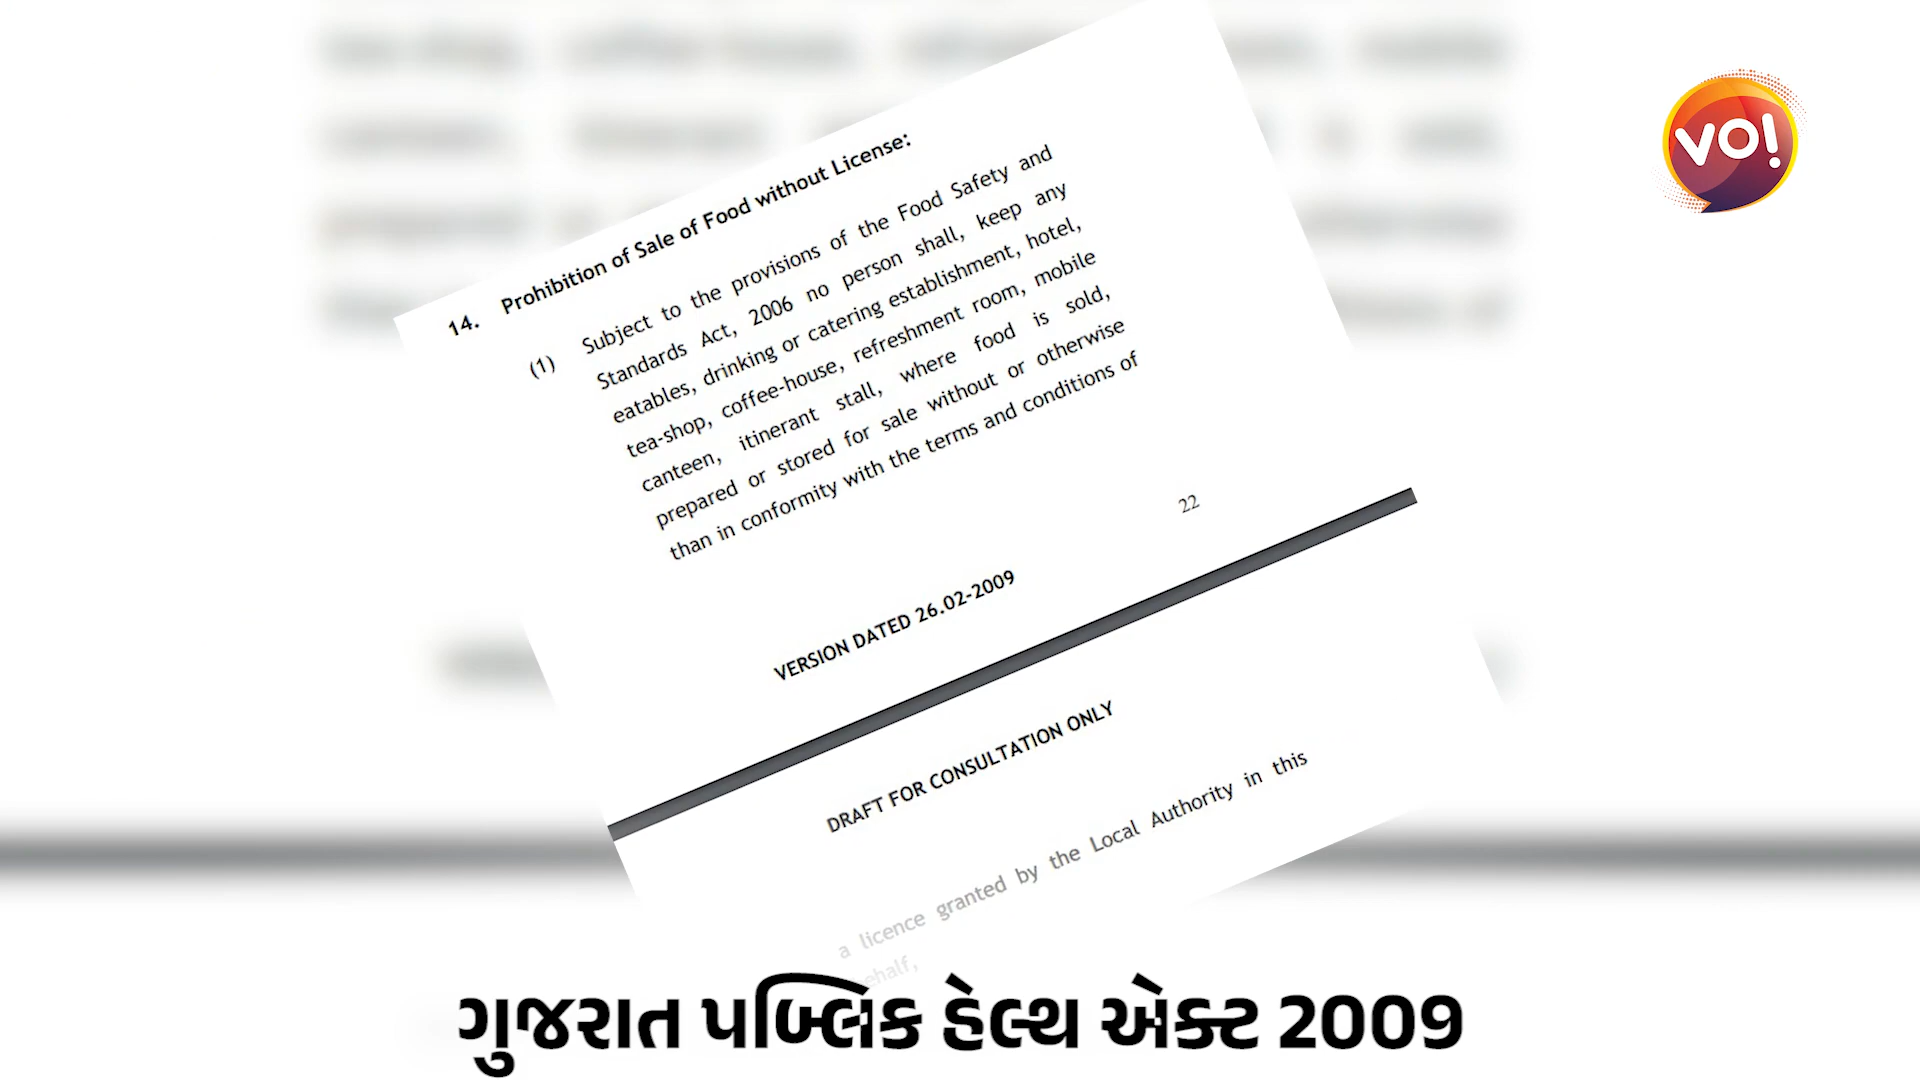 VO!
14. Prohibition of Sale of Food without License:
(1) Subject to the provisions of the Food Safety and
Standards Act, 2006 no person shall, keep any
eatables, drinking or catering establishment, hotel,
tea-shop, coffee-house, refreshment room, mobile
canteen, itinerant stall, where food is sold,
prepared or stored for sale without or otherwise
than in conformity with the terms and conditions of
22
VERSION DATED 26.02-2009
DRAFT FOR CONSULTATION ONLY
a licence granted by the Local Authority in this
ehalf,
ગુજરાત પબ્લિક હેલ્થ એક્ટ 2009